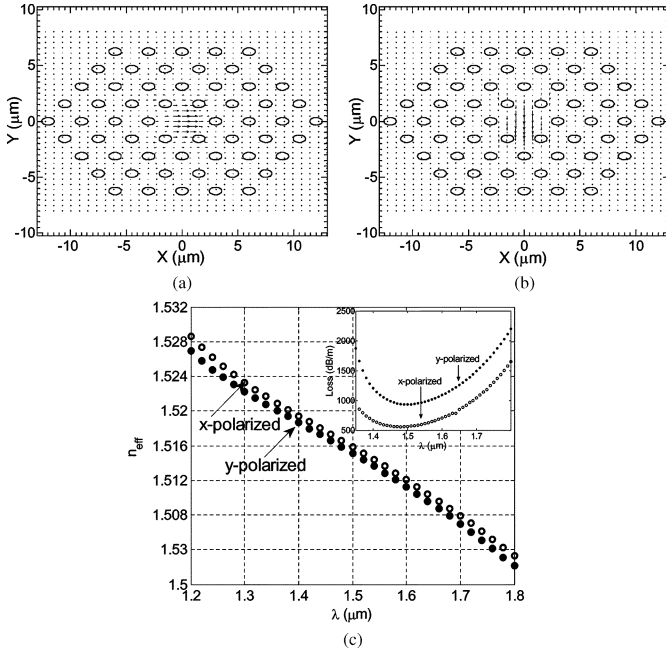 10
5
0
-5
-10
Y (μm)
-10 -5 0 5 10
X (μm)
(a)
10
5
0
-5
-10
Y (μm)
-10 -5 0 5 10
X (μm)
(b)
1.532
1.528
1.524
1.52
1.516
1.512
1.508
1.53
1.5
n_eff
x-polarized
y-polarized
1.2 1.3 1.4 1.5 1.6 1.7 1.8
λ (μm)
2500
2000
1500
1000
500
Loss (dB/m)
y-polarized
x-polarized
1.4 1.5 1.6 1.7
λ (μm)
(c)